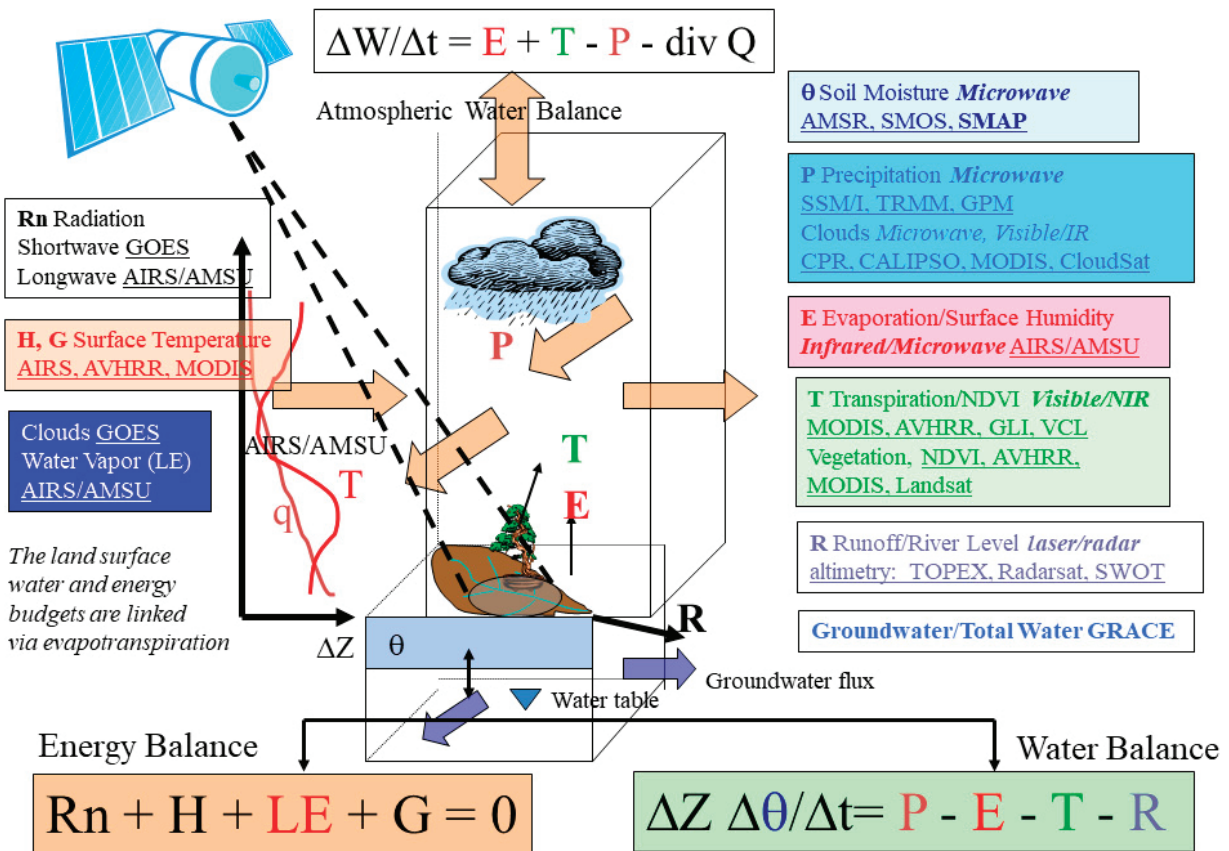 ΔW/Δt = E + T - P - div Q
Atmospheric Water Balance
θ Soil Moisture Microwave
AMSR, SMOS, SMAP
P Precipitation Microwave
SSM/I, TRMM, GPM
Clouds Microwave, Visible/IR
CPR, CALIPSO, MODIS, CloudSat
Rn Radiation
Shortwave GOES
Longwave AIRS/AMSU
H, G Surface Temperature
AIRS, AVHRR, MODIS
P
E Evaporation/Surface Humidity
Infrared/Microwave AIRS/AMSU
Clouds GOES
Water Vapor (LE)
AIRS/AMSU
AIRS/AMSU
T
q
T
E
T Transpiration/NDVI Visible/NIR
MODIS, AVHRR, GLI, VCL
Vegetation, NDVI, AVHRR,
MODIS, Landsat
The land surface
water and energy
budgets are linked
via evapotranspiration
R Runoff/River Level laser/radar
altimetry: TOPEX, Radarsat, SWOT
R
Groundwater/Total Water GRACE
ΔZ
θ
Groundwater flux
Water table
Energy Balance
Rn + H + LE + G = 0
Water Balance
ΔZ Δθ/Δt= P - E - T - R